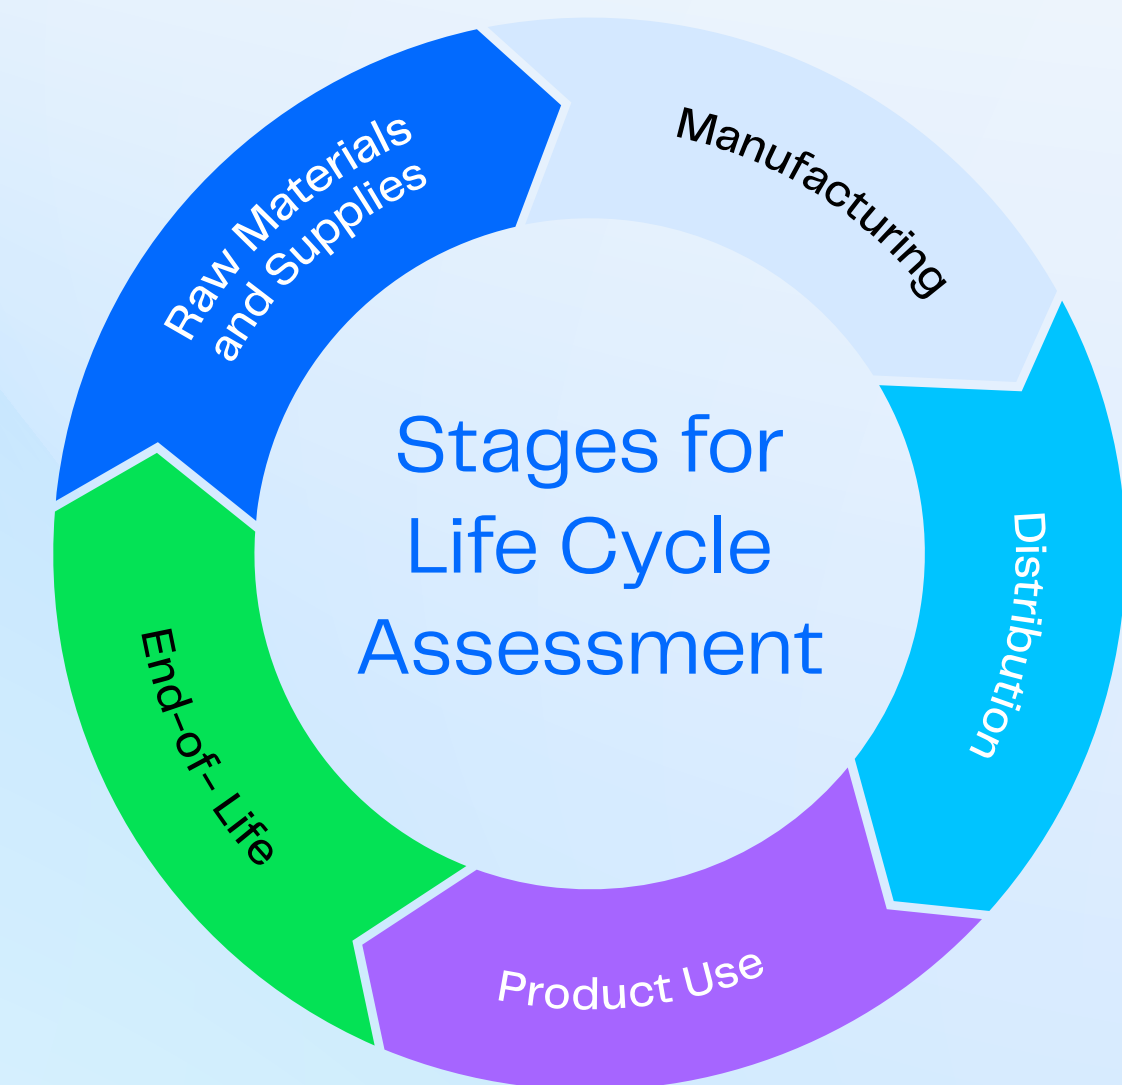 Stages for
Life Cycle
Assessment
Raw Materials
and Supplies
Manufacturing
Distribution
Product Use
End-of- Life